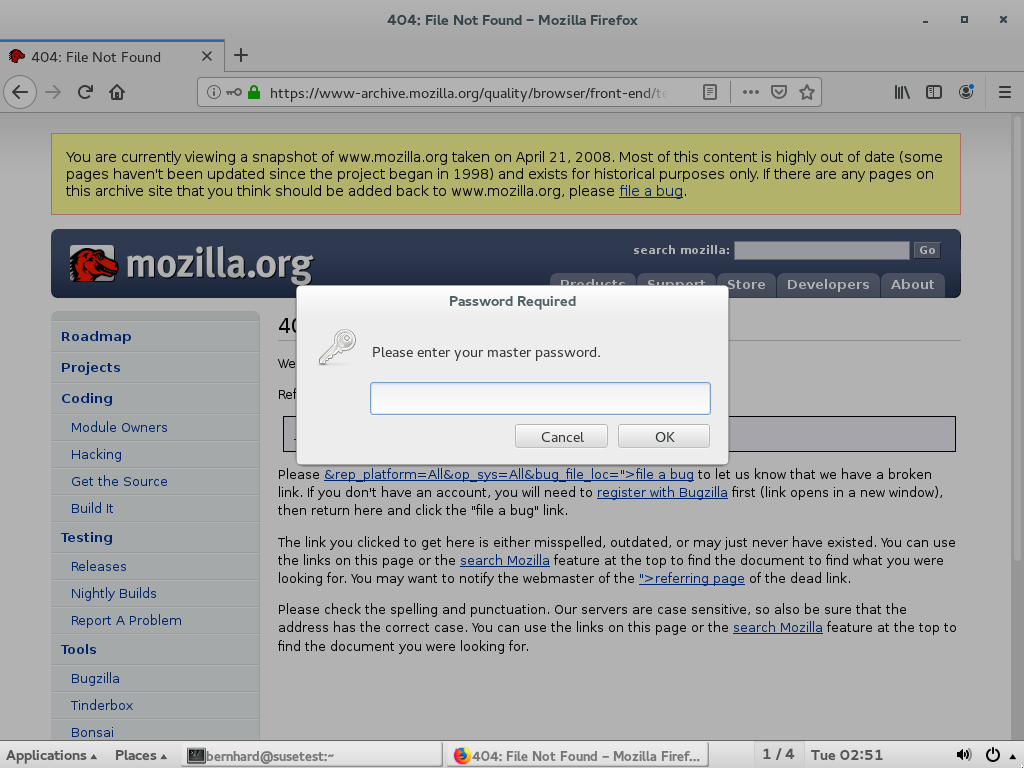 404: File Not Found – Mozilla Firefox
404: File Not Found
https://www-archive.mozilla.org/quality/browser/front-end/te
You are currently viewing a snapshot of www.mozilla.org taken on April 21, 2008. Most of this content is highly out of date (some
pages haven't been updated since the project began in 1998) and exists for historical purposes only. If there are any pages on
this archive site that you think should be added back to www.mozilla.org, please file a bug.
mozilla.org
search mozilla:
Go
Products Support Store Developers About
Password Required
Please enter your master password.
Cancel OK
Roadmap
Projects
Coding
Module Owners
Hacking
Get the Source
Build It
Testing
Releases
Nightly Builds
Report A Problem
Tools
Bugzilla
Tinderbox
Bonsai
40
We
Ref
Please &rep_platform=All&op_sys=All&bug_file_loc=">file a bug to let us know that we have a broken
link. If you don't have an account, you will need to register with Bugzilla first (link opens in a new window),
then return here and click the "file a bug" link.
The link you clicked to get here is either misspelled, outdated, or may just never have existed. You can use
the links on this page or the search Mozilla feature at the top to find the document to find what you were
looking for. You may want to notify the webmaster of the ">referring page of the dead link.
Please check the spelling and punctuation. Our servers are case sensitive, so also be sure that the
address has the correct case. You can use the links on this page or the search Mozilla feature at the top to
find the document you were looking for.
Applications Places bernhard@susetest:~ 404: File Not Found – Mozilla Firef... 1 / 4 Tue 02:51